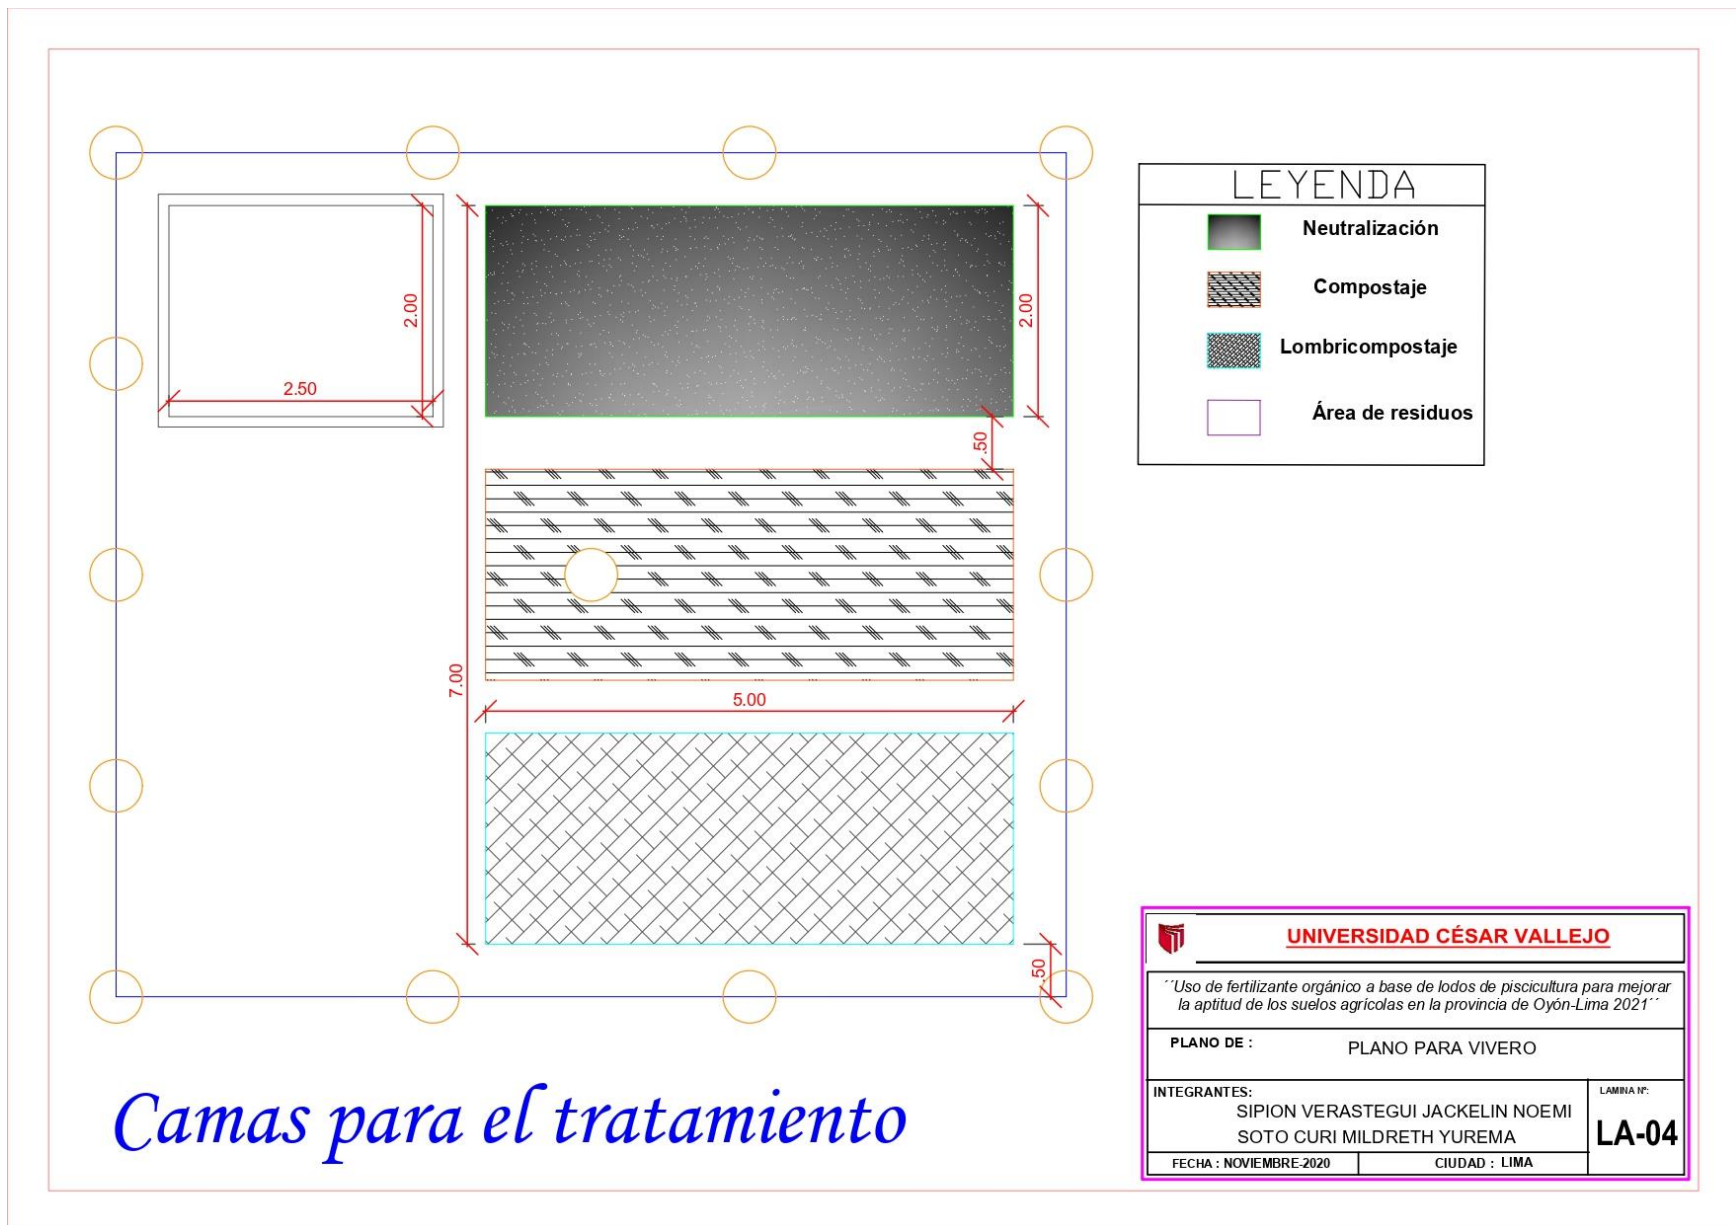 2.00
2.50
2.00
.50
7.00
5.00
.50
Camas para el tratamiento
LEYENDA
Neutralización
Compostaje
Lombricompostaje
Área de residuos
UNIVERSIDAD CÉSAR VALLEJO
´´Uso de fertilizante orgánico a base de lodos de piscicultura para mejorar
la aptitud de los suelos agrícolas en la provincia de Oyón-Lima 2021´´
PLANO DE : PLANO PARA VIVERO
INTEGRANTES:
SIPION VERASTEGUI JACKELIN NOEMI
SOTO CURI MILDRETH YUREMA
LAMINA Nº:
LA-04
FECHA : NOVIEMBRE-2020
CIUDAD : LIMA